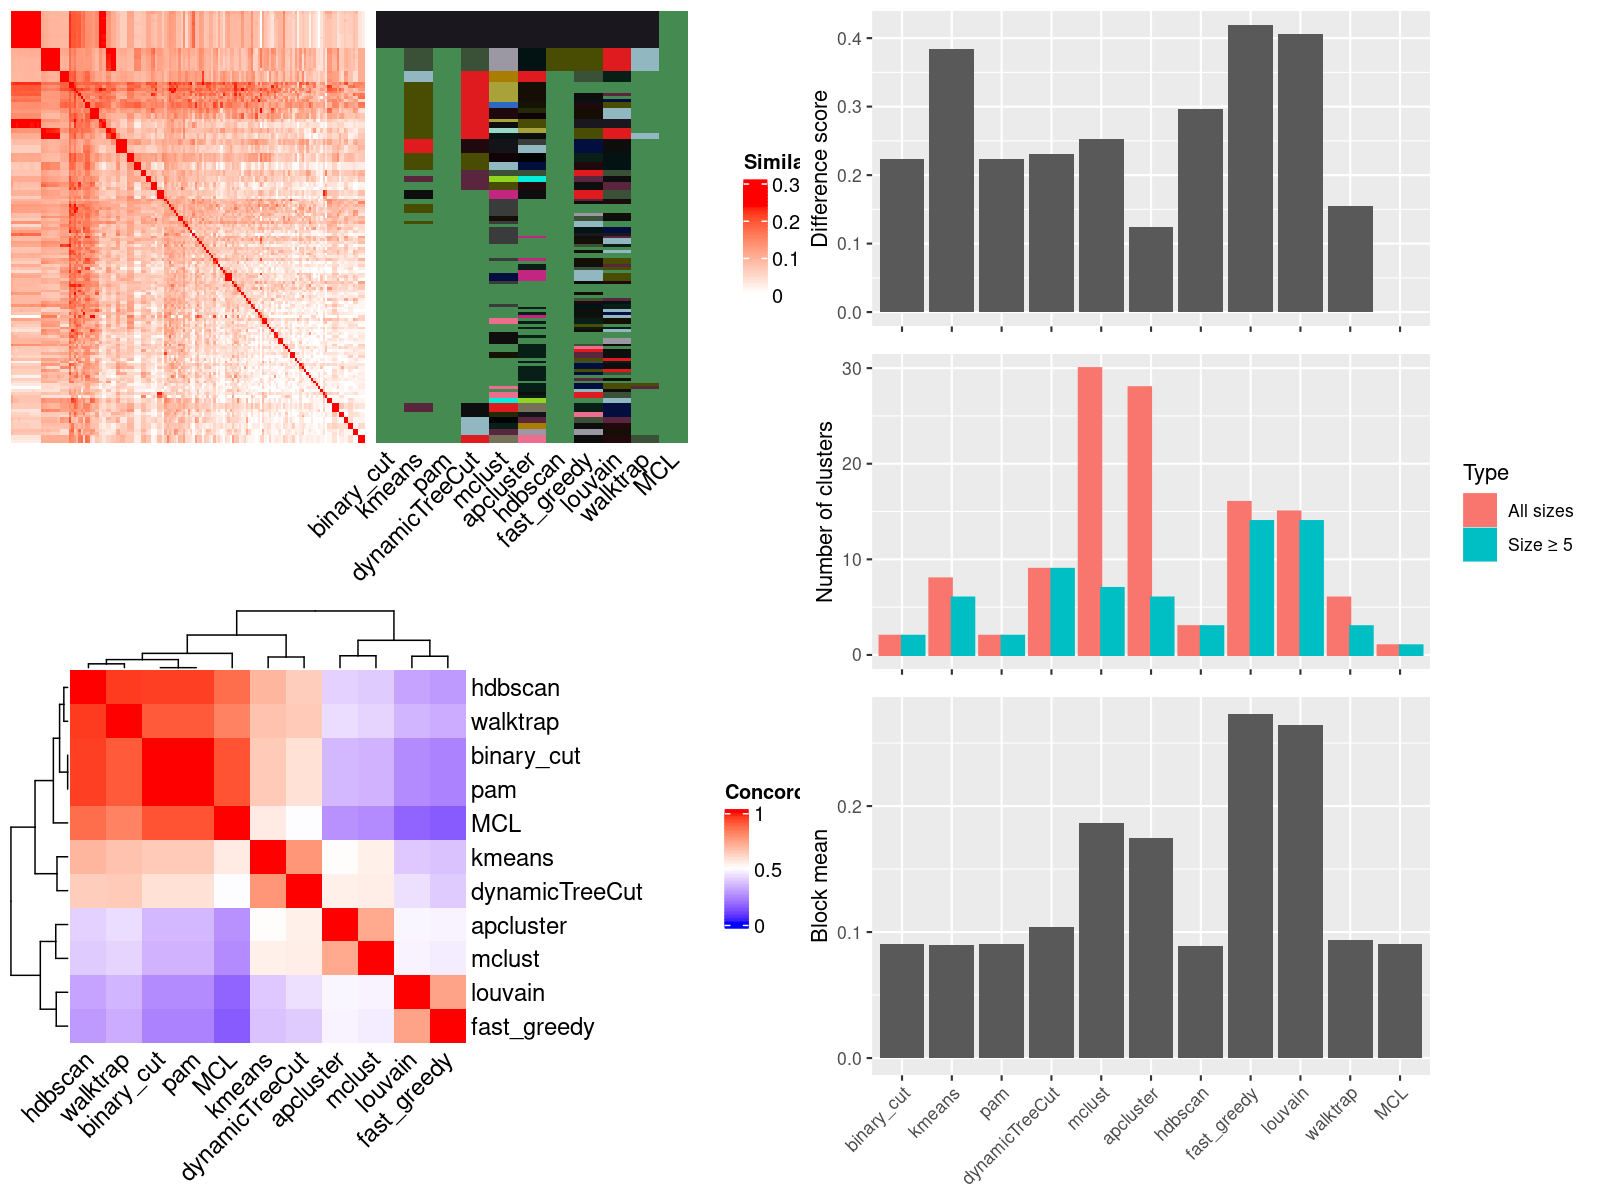 Simila
0.3
0.2
0.1
0
binary_cut
kmeans
pam
dynamicTreeCut
mclust
apcluster
hdbscan
fast_greedy
louvain
walktrap
MCL
hdbscan
walktrap
binary_cut
pam
MCL
kmeans
dynamicTreeCut
apcluster
mclust
louvain
fast_greedy
hdbscan
walktrap
binary_cut
pam
MCL
kmeans
dynamicTreeCut
apcluster
mclust
louvain
fast_greedy
Concord
1
0.5
0
Difference score
0.4
0.3
0.2
0.1
0.0
Number of clusters
30
20
10
0
Type
All sizes
Size ≥ 5
Block mean
0.2
0.1
0.0
binary_cut
kmeans
pam
dynamicTreeCut
mclust
apcluster
hdbscan
fast_greedy
louvain
walktrap
MCL